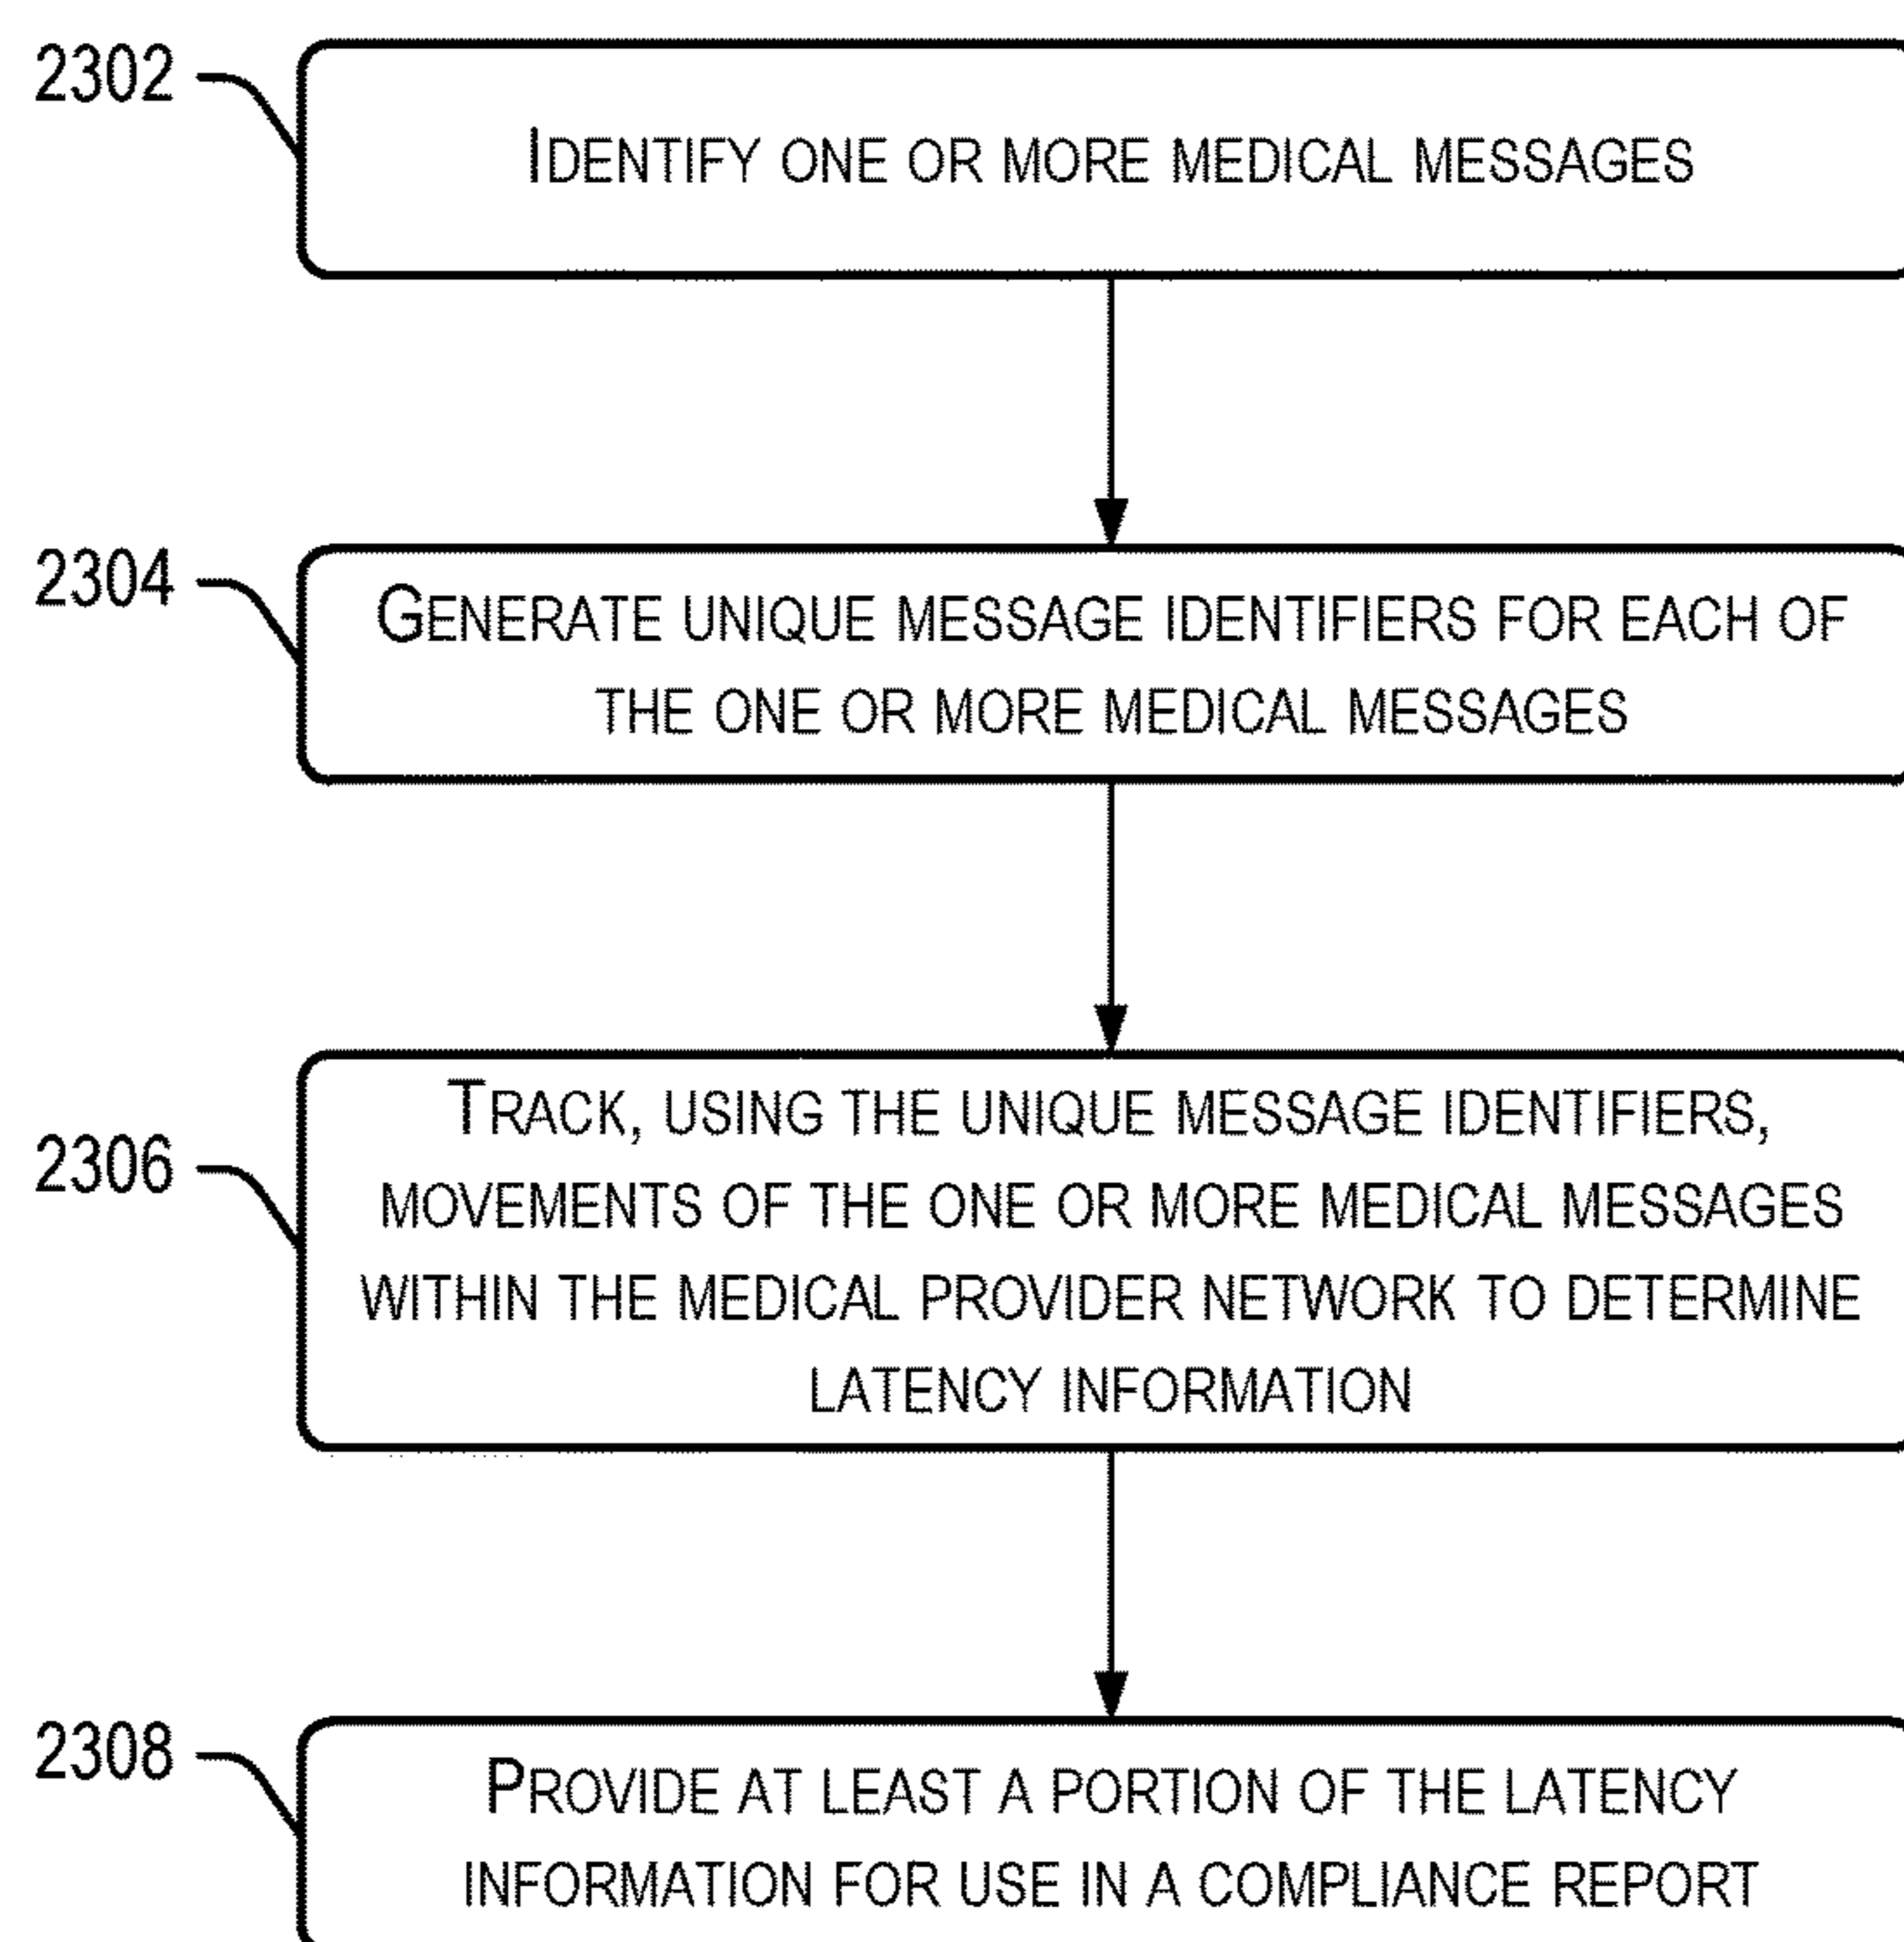 2302
IDENTIFY ONE OR MORE MEDICAL MESSAGES
2304
GENERATE UNIQUE MESSAGE IDENTIFIERS FOR EACH OF
THE ONE OR MORE MEDICAL MESSAGES
2306
TRACK, USING THE UNIQUE MESSAGE IDENTIFIERS,
MOVEMENTS OF THE ONE OR MORE MEDICAL MESSAGES
WITHIN THE MEDICAL PROVIDER NETWORK TO DETERMINE
LATENCY INFORMATION
2308
PROVIDE AT LEAST A PORTION OF THE LATENCY
INFORMATION FOR USE IN A COMPLIANCE REPORT